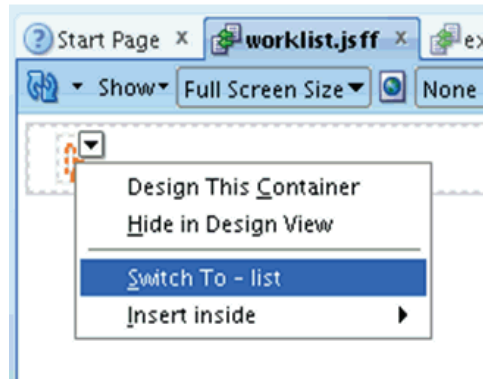 Start Page worklist.jsff ex
Show Full Screen Size None
Design This Container
Hide in Design View
Switch To - list
Insert inside